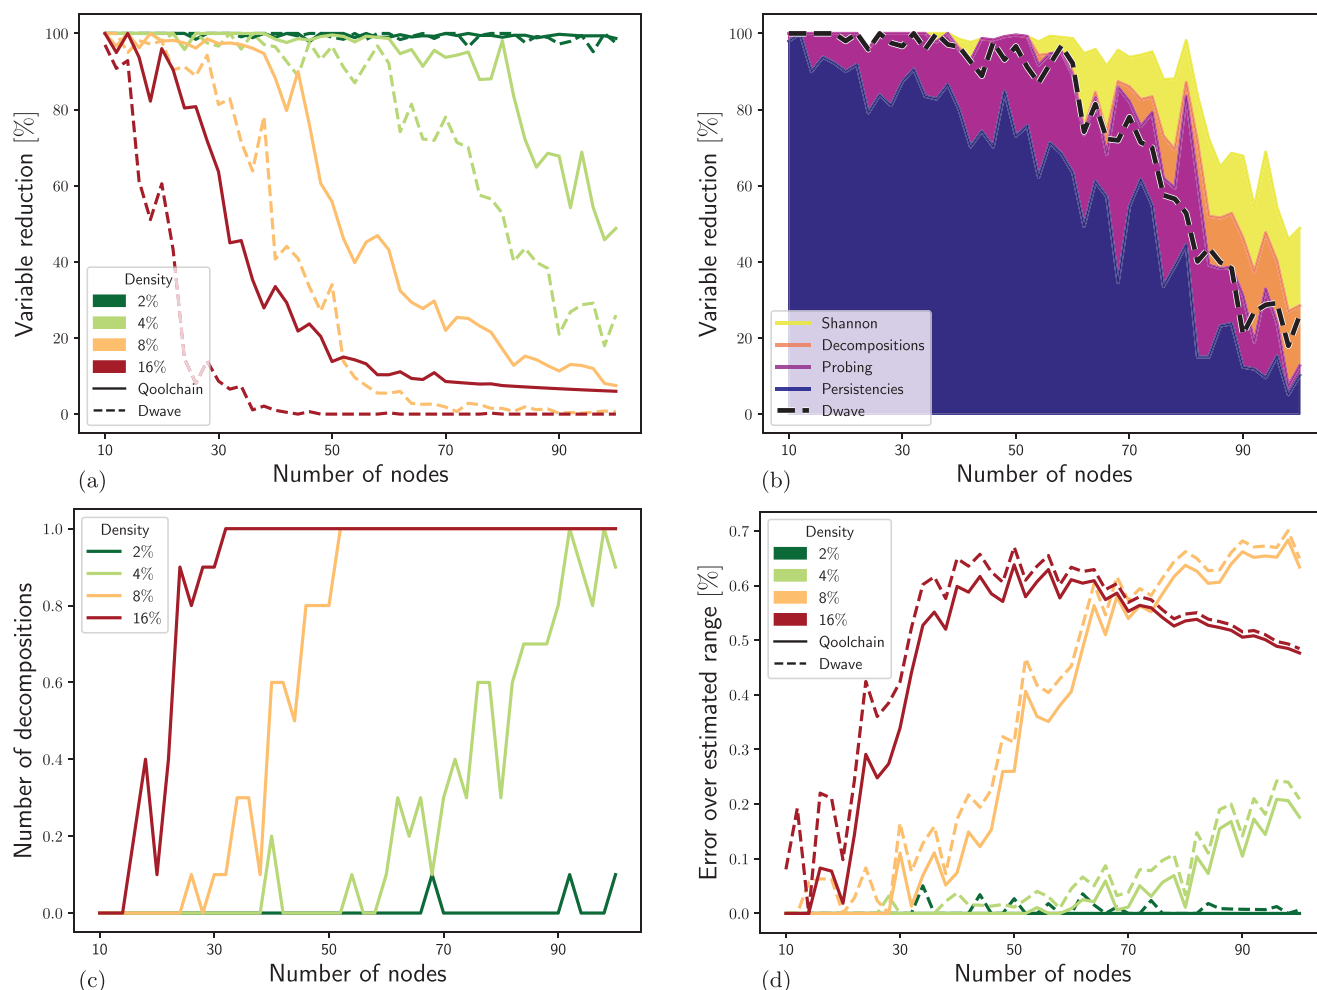 100
80
60
40
20
0
Variable reduction [%]
Density
2%
4%
8%
16%
Qoolchain
Dwave
10
30
50
70
90
Number of nodes
(a)
100
80
60
40
20
0
Variable reduction [%]
Shannon
Decompositions
Probing
Persistencies
Dwave
10
30
50
70
90
Number of nodes
(b)
1.0
0.8
0.6
0.4
0.2
0.0
Number of decompositions
Density
2%
4%
8%
16%
10
30
50
70
90
Number of nodes
(c)
0.7
0.6
0.5
0.4
0.3
0.2
0.1
0.0
Error over estimated range [%]
Density
2%
4%
8%
16%
Qoolchain
Dwave
10
30
50
70
90
Number of nodes
(d)